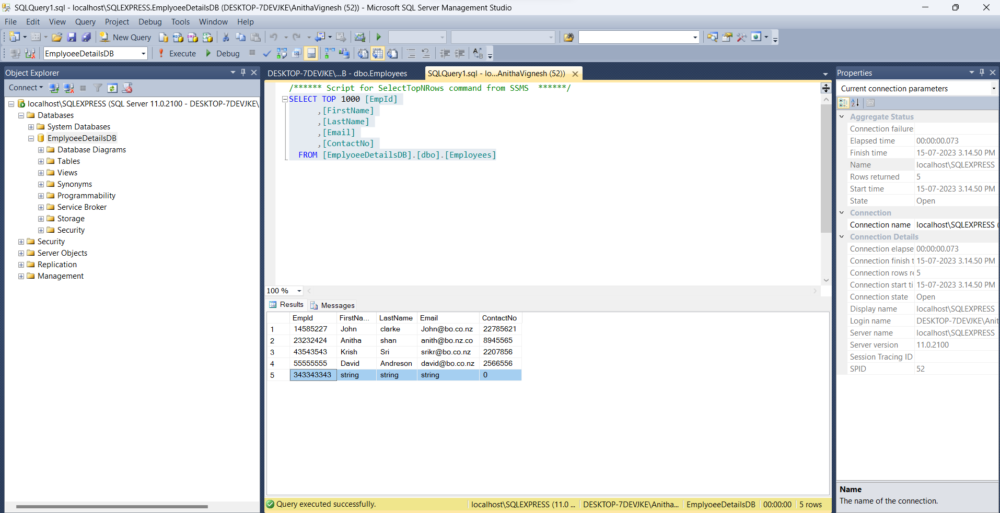 SQLQuery1.sql - localhost\SQLEXPRESS.EmplyoeeDetailsDB (DESKTOP-7DEVJKE\AnithaVignesh (52)) - Microsoft SQL Server Management Studio
File Edit View Query Project Debug Tools Window Help
New Query
EmplyoeeDetailsDB Execute Debug
Object Explorer
Connect
localhost\SQLEXPRESS (SQL Server 11.0.2100 - DESKTOP-7DEVJKE\
Databases
System Databases
EmplyoeeDetailsDB
Database Diagrams
Tables
Views
Synonyms
Programmability
Service Broker
Storage
Security
Security
Server Objects
Replication
Management
DESKTOP-7DEVJKE\...B - dbo.Employees SQLQuery1.sql - lo...AnithaVignesh (52))
/****** Script for SelectTopNRows command from SSMS ******/
SELECT TOP 1000 [EmpId]
,[FirstName]
,[LastName]
,[Email]
,[ContactNo]
FROM [EmplyoeeDetailsDB].[dbo].[Employees]
100 %
Results Messages
EmpId FirstNa... LastName Email ContactNo
1 14585227 John clarke John@bo.co.nz 22785621
2 23232424 Anitha shan anith@bo.nz.co 8945565
3 43543543 Krish Sri srikr@bo.co.nz 2207856
4 55555555 David Andreson david@bo.co.nz 2566556
5 343343343 string string string 0
Query executed successfully. localhost\SQLEXPRESS (11.0 ... DESKTOP-7DEVJKE\Anitha... EmplyoeeDetailsDB 00:00:00 5 rows
Properties
Current connection parameters
Aggregate Status
Connection failure
Elapsed time 00:00:00.073
Finish time 15-07-2023 3.14.50 PM
Name localhost\SQLEXPRESS
Rows returned 5
Start time 15-07-2023 3.14.50 PM
State Open
Connection
Connection name localhost\SQLEXPRESS (
Connection Details
Connection elapse 00:00:00.073
Connection finish t 15-07-2023 3.14.50 PM
Connection rows re 5
Connection start ti 15-07-2023 3.14.50 PM
Connection state Open
Display name localhost\SQLEXPRESS
Login name DESKTOP-7DEVJKE\Anit
Server name localhost\SQLEXPRESS
Server version 11.0.2100
Session Tracing ID
SPID 52
Name
The name of the connection.